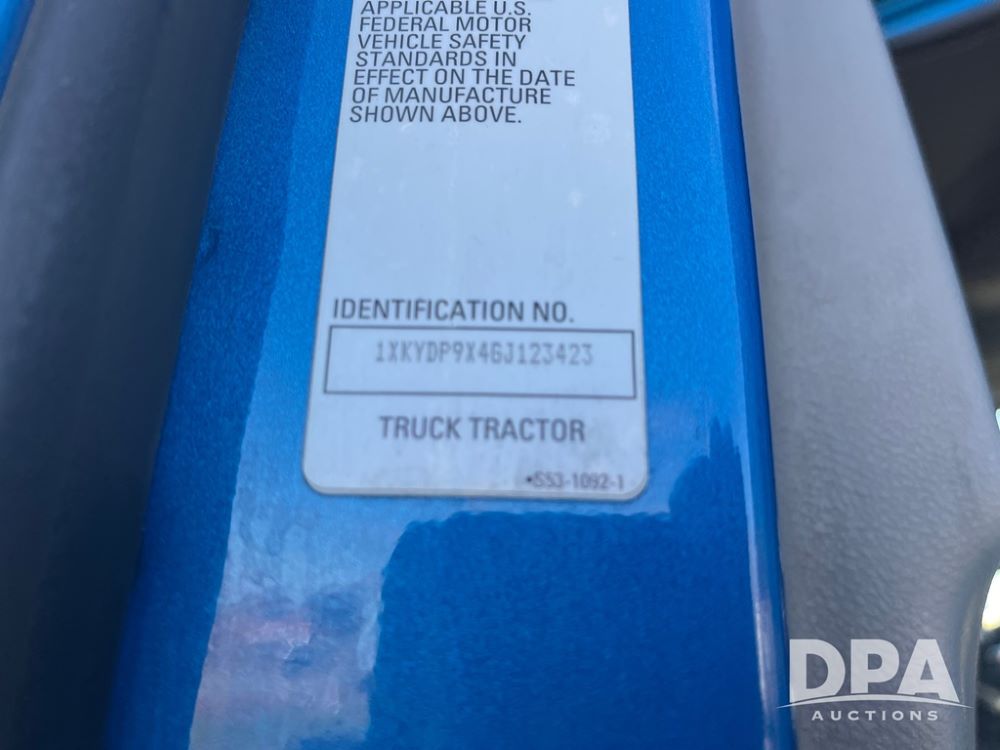 APPLICABLE U.S.
FEDERAL MOTOR
VEHICLE SAFETY
STANDARDS IN
EFFECT ON THE DATE
OF MANUFACTURE
SHOWN ABOVE.
IDENTIFICATION NO.
1XKYDP9X4GJ123423
TRUCK TRACTOR
•S53-1092-1
DPA
AUCTIONS